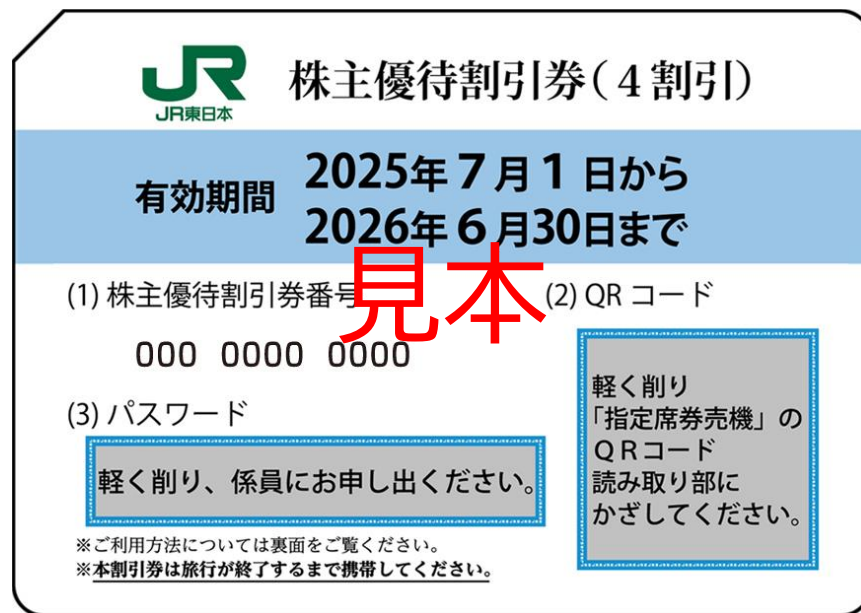 JR
JR東日本
株主優待割引券(4割引)
有効期間
2025年7月1日から
2026年6月30日まで
見本
(1) 株主優待割引券番号
000 0000 0000
(2) QRコード
軽く削り
「指定席券売機」の
QRコード
読み取り部に
かざしてください。
(3) パスワード
軽く削り、係員にお申し出ください。
※ご利用方法については裏面をご覧ください。
※本割引券は旅行が終了するまで携帯してください。